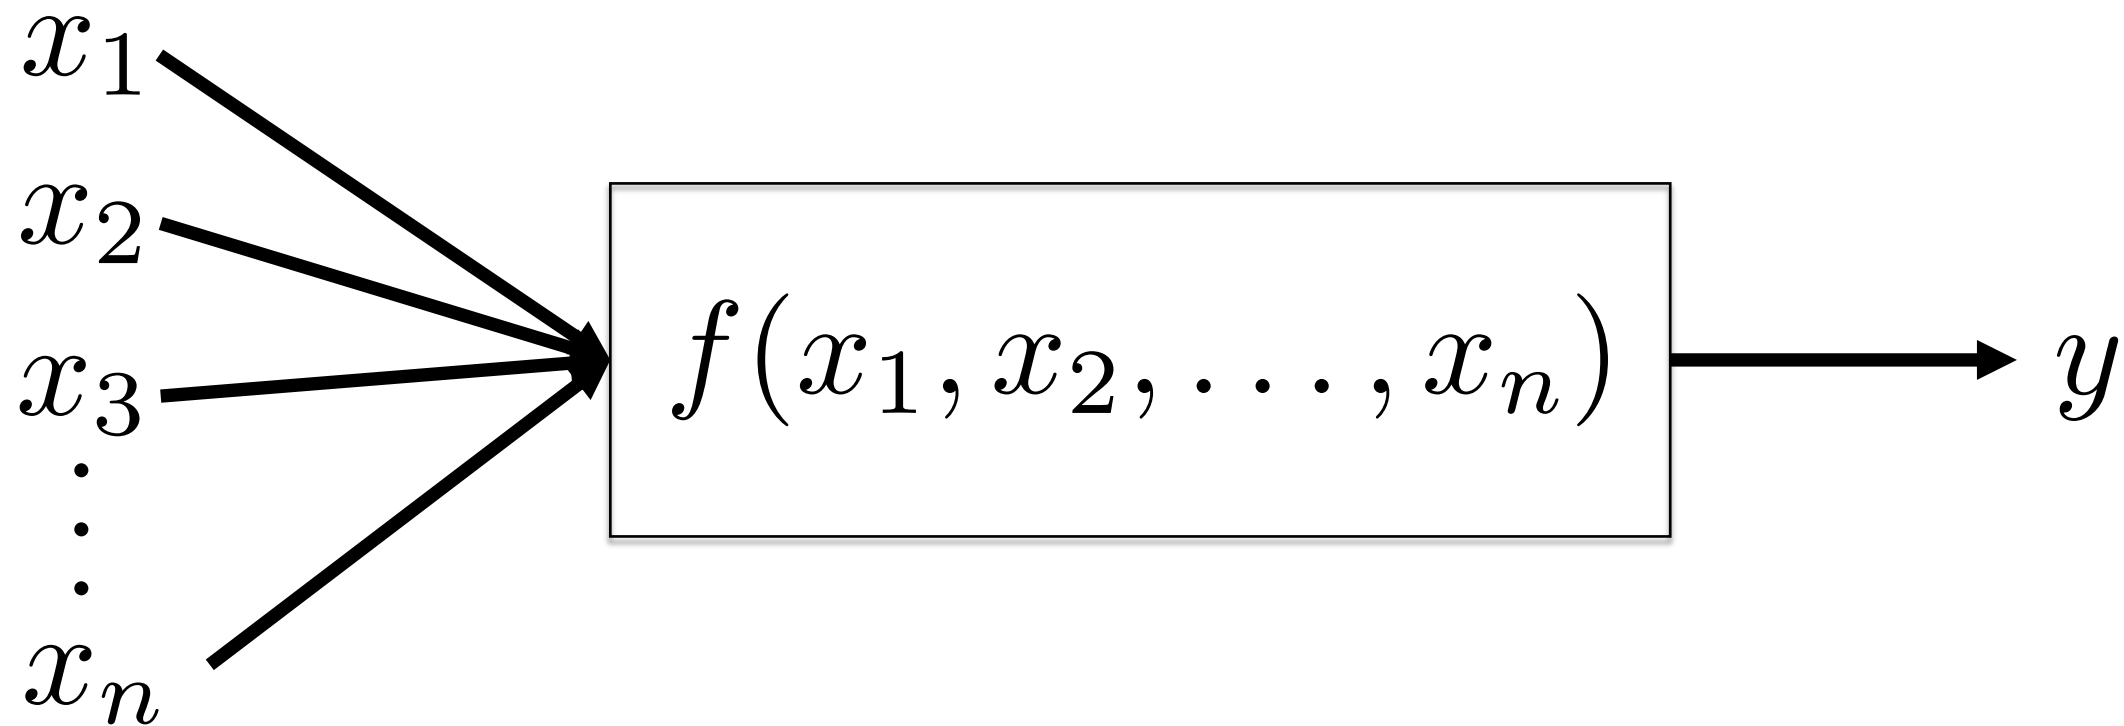 x₁
x₂
x₃
.
.
.
xₙ
f(x₁, x₂, . . . , xₙ)
y